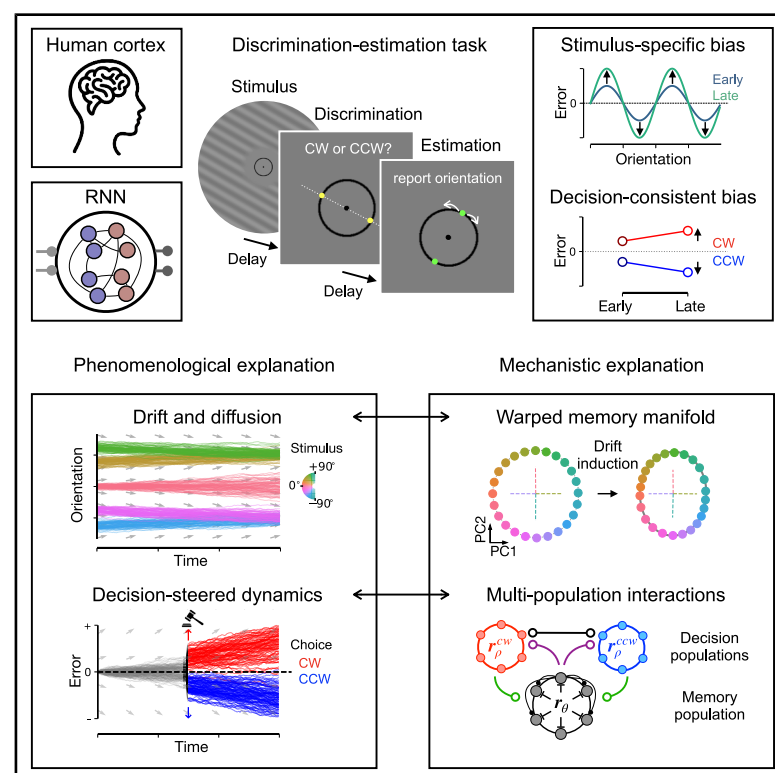 Human cortex
RNN
Discrimination-estimation task
Stimulus
Discrimination
CW or CCW?
Estimation
report orientation
Delay
Delay
Stimulus-specific bias
Early
Late
Error
0
Orientation
Decision-consistent bias
Error
0
CW
CCW
Early
Late
Phenomenological explanation
Drift and diffusion
Orientation
Time
Stimulus
+90°
0°
−90°
Decision-steered dynamics
Error
+
0
-
Time
Choice
CW
CCW
Mechanistic explanation
Warped memory manifold
Drift
induction
PC2
PC1
Multi-population interactions
r_ρ^cw
r_ρ^ccw
Decision
populations
r_θ
Memory
population